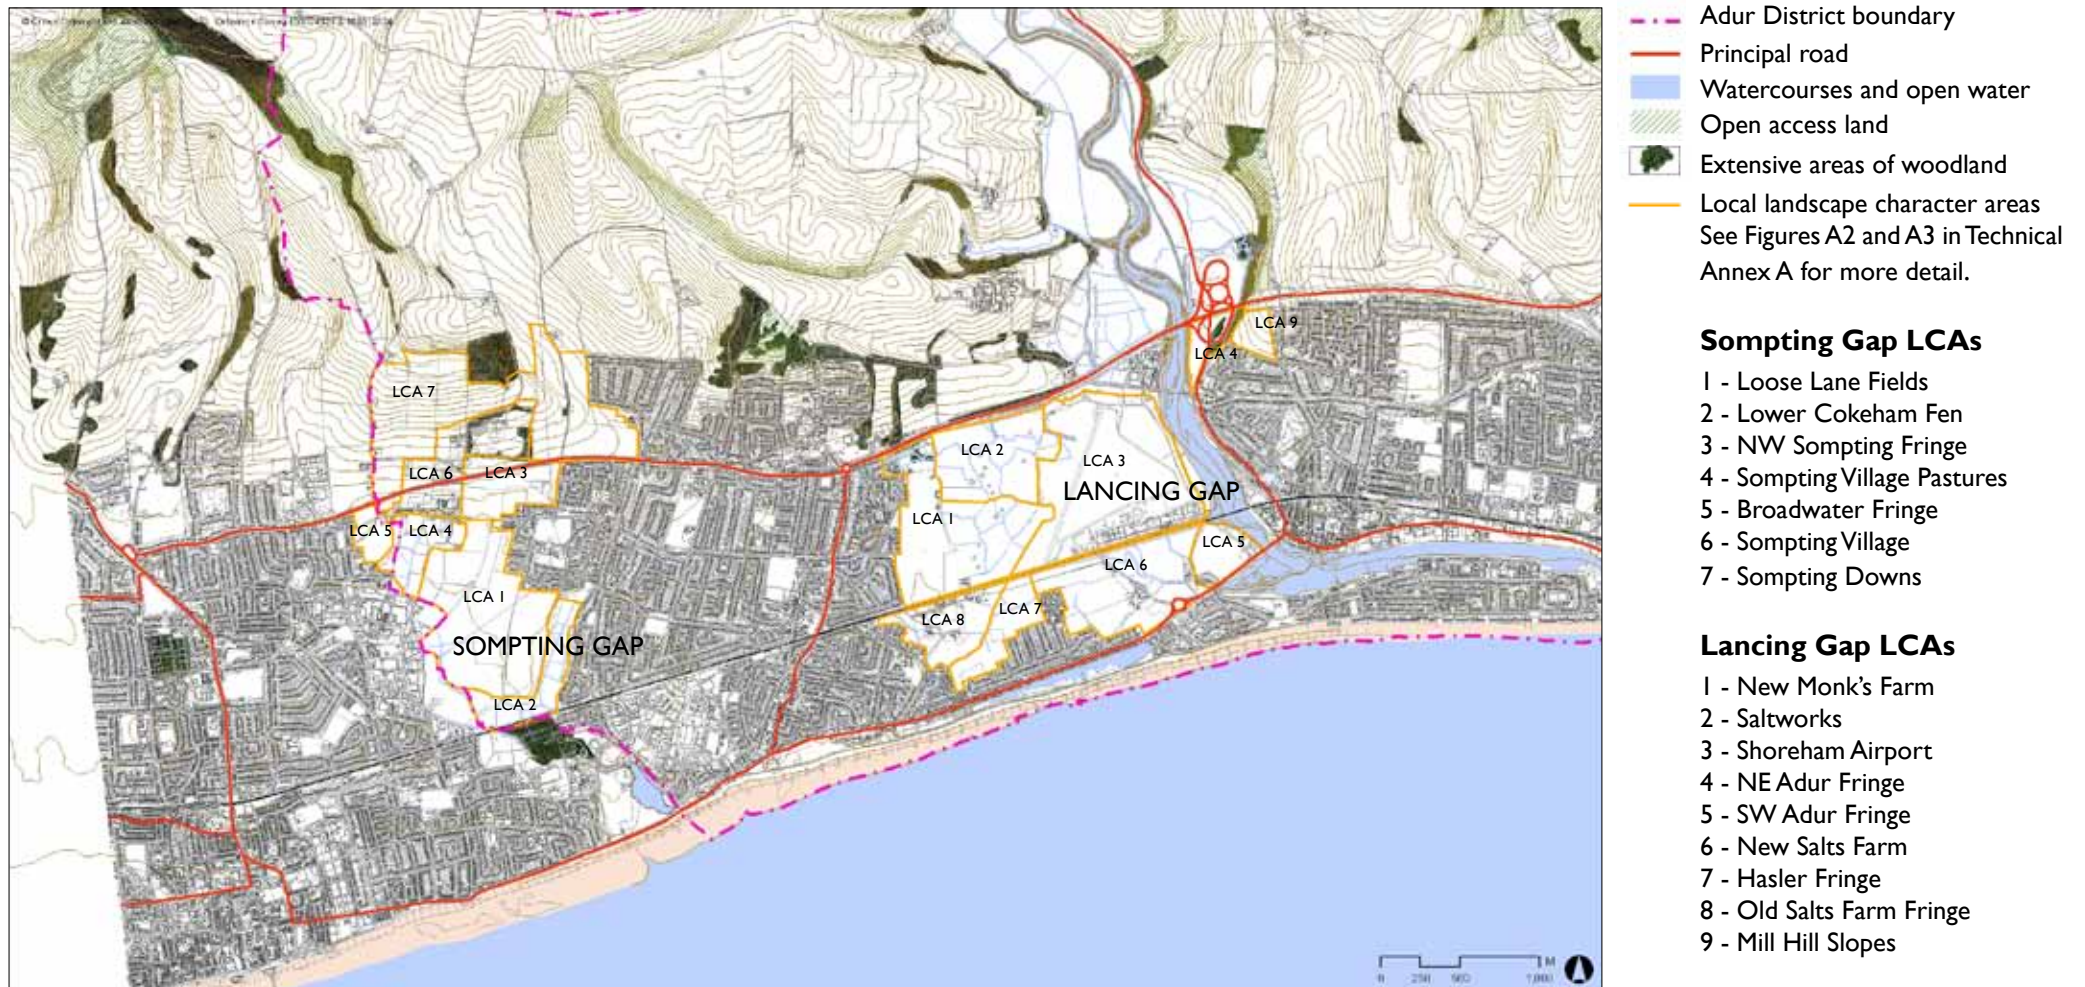 Adur District boundary
Principal road
Watercourses and open water
Open access land
Extensive areas of woodland
Local landscape character areas
See Figures A2 and A3 in Technical
Annex A for more detail.
Sompting Gap LCAs
1 - Loose Lane Fields
2 - Lower Cokeham Fen
3 - NW Sompting Fringe
4 - Sompting Village Pastures
5 - Broadwater Fringe
6 - Sompting Village
7 - Sompting Downs
Lancing Gap LCAs
1 - New Monk's Farm
2 - Saltworks
3 - Shoreham Airport
4 - NE Adur Fringe
5 - SW Adur Fringe
6 - New Salts Farm
7 - Hasler Fringe
8 - Old Salts Farm Fringe
9 - Mill Hill Slopes
LCA 9
LCA 4
LCA 7
LCA 2
LCA 3
LCA 6
LCA 3
LANCING GAP
LCA 1
LCA 5
LCA 4
LCA 5
LCA 6
LCA 1
LCA 7
LCA 8
SOMPTING GAP
LCA 2
M
0 250 500 1,000